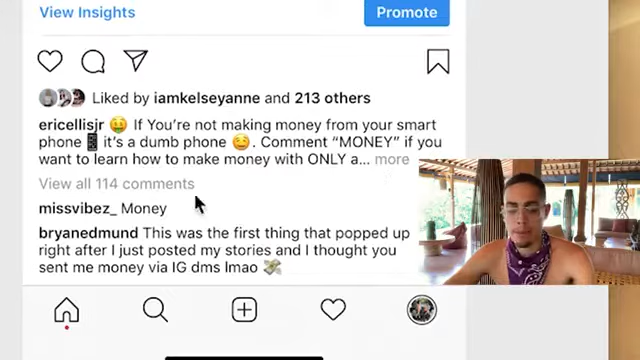 View Insights
Promote
Liked by iamkelseyanne and 213 others
ericellisjr 🤑 If You're not making money from your smart
phone📱it's a dumb phone 🤤. Comment “MONEY” if you
want to learn how to make money with ONLY a... more
View all 114 comments
missvibez_ Money
bryanedmund This was the first thing that popped up
right after I just posted my stories and I thought you
sent me money via IG dms lmao 💸